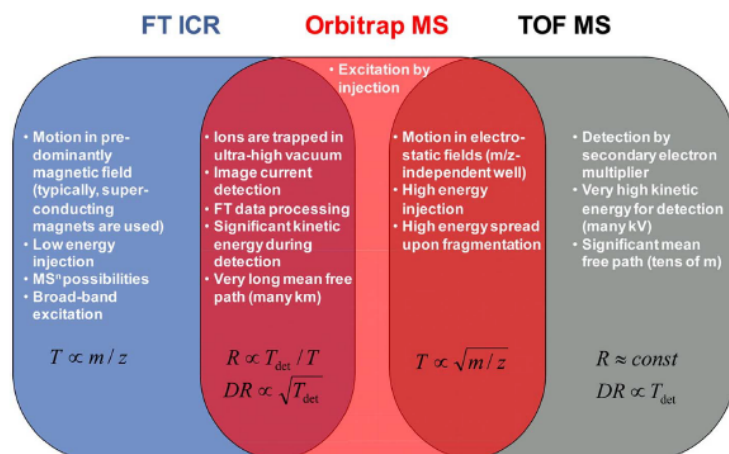 FT ICR
Orbitrap MS
TOF MS
• Excitation by
injection
• Motion in pre-
dominantly
magnetic field
(typically, super-
conducting
magnets are used)
• Low energy
injection
• MSⁿ possibilities
• Broad-band
excitation
T ∝ m / z
• Ions are trapped in
ultra-high vacuum
• Image current
detection
• FT data processing
• Significant kinetic
energy during
detection
• Very long mean free
path (many km)
R ∝ T_det / T
DR ∝ √T_det
• Motion in electro-
static fields (m/z-
independent well)
• High energy
injection
• High energy spread
upon fragmentation
T ∝ √m / z
• Detection by
secondary electron
multiplier
• Very high kinetic
energy for detection
(many kV)
• Significant mean
free path (tens of m)
R ≈ const
DR ∝ T_det